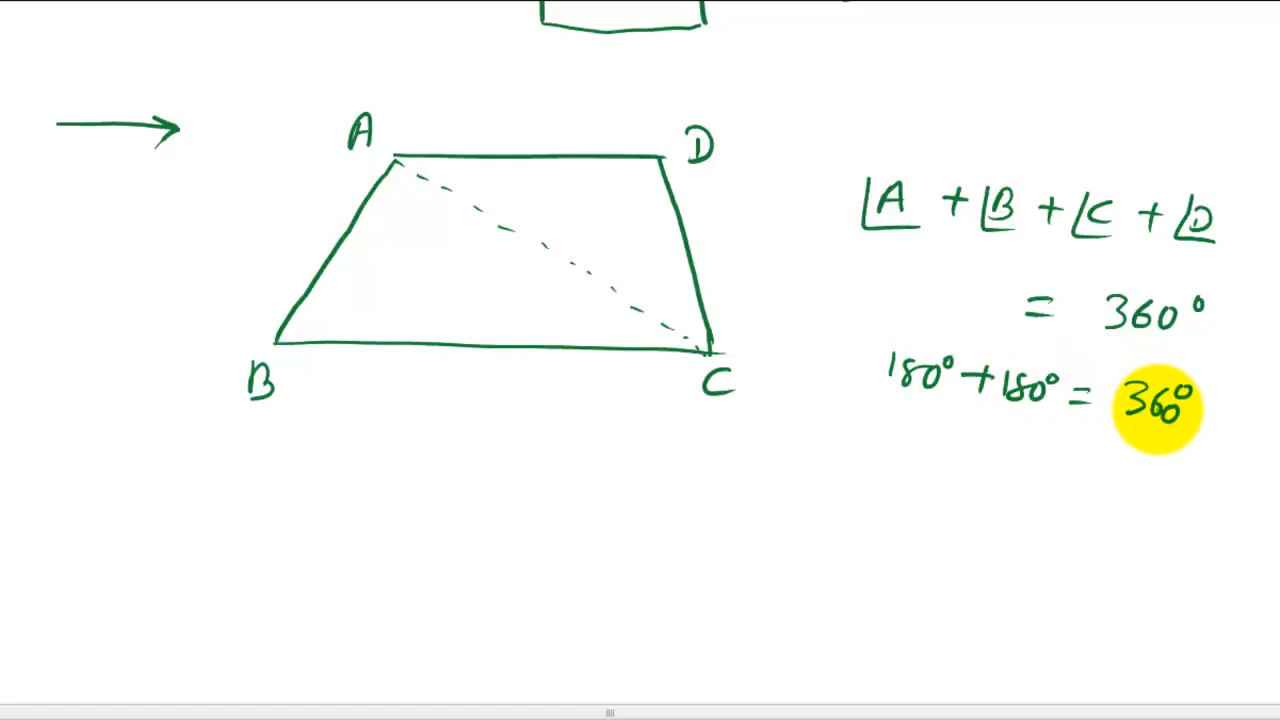 A
D
B
C
∠A + ∠B + ∠C + ∠D
= 360°
180° + 180° = 360°